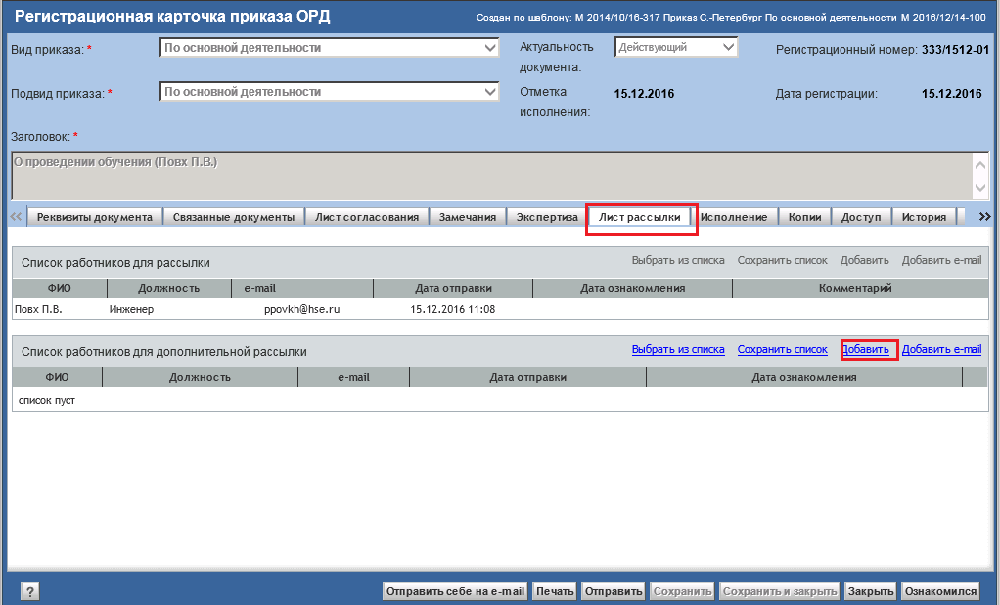 Регистрационная карточка приказа ОРД
Создан по шаблону: М 2014/10/16-317 Приказ С.-Петербург По основной деятельности М 2016/12/14-100
Вид приказа: * По основной деятельности
Актуальность документа: Действующий
Регистрационный номер: 333/1512-01
Подвид приказа: * По основной деятельности
Отметка исполнения: 15.12.2016
Дата регистрации: 15.12.2016
Заголовок: *
О проведении обучения (Повх П.В.)
« Реквизиты документа Связанные документы Лист согласования Замечания Экспертиза Лист рассылки Исполнение Копии Доступ История »
Список работников для рассылки Выбрать из списка Сохранить список Добавить Добавить e-mail
ФИО Должность e-mail Дата отправки Дата ознакомления Комментарий
Повх П.В. Инженер ppovkh@hse.ru 15.12.2016 11:08
Список работников для дополнительной рассылки Выбрать из списка Сохранить список Добавить Добавить e-mail
ФИО Должность e-mail Дата отправки Дата ознакомления
список пуст
? Отправить себе на e-mail Печать Отправить Сохранить Сохранить и закрыть Закрыть Ознакомился